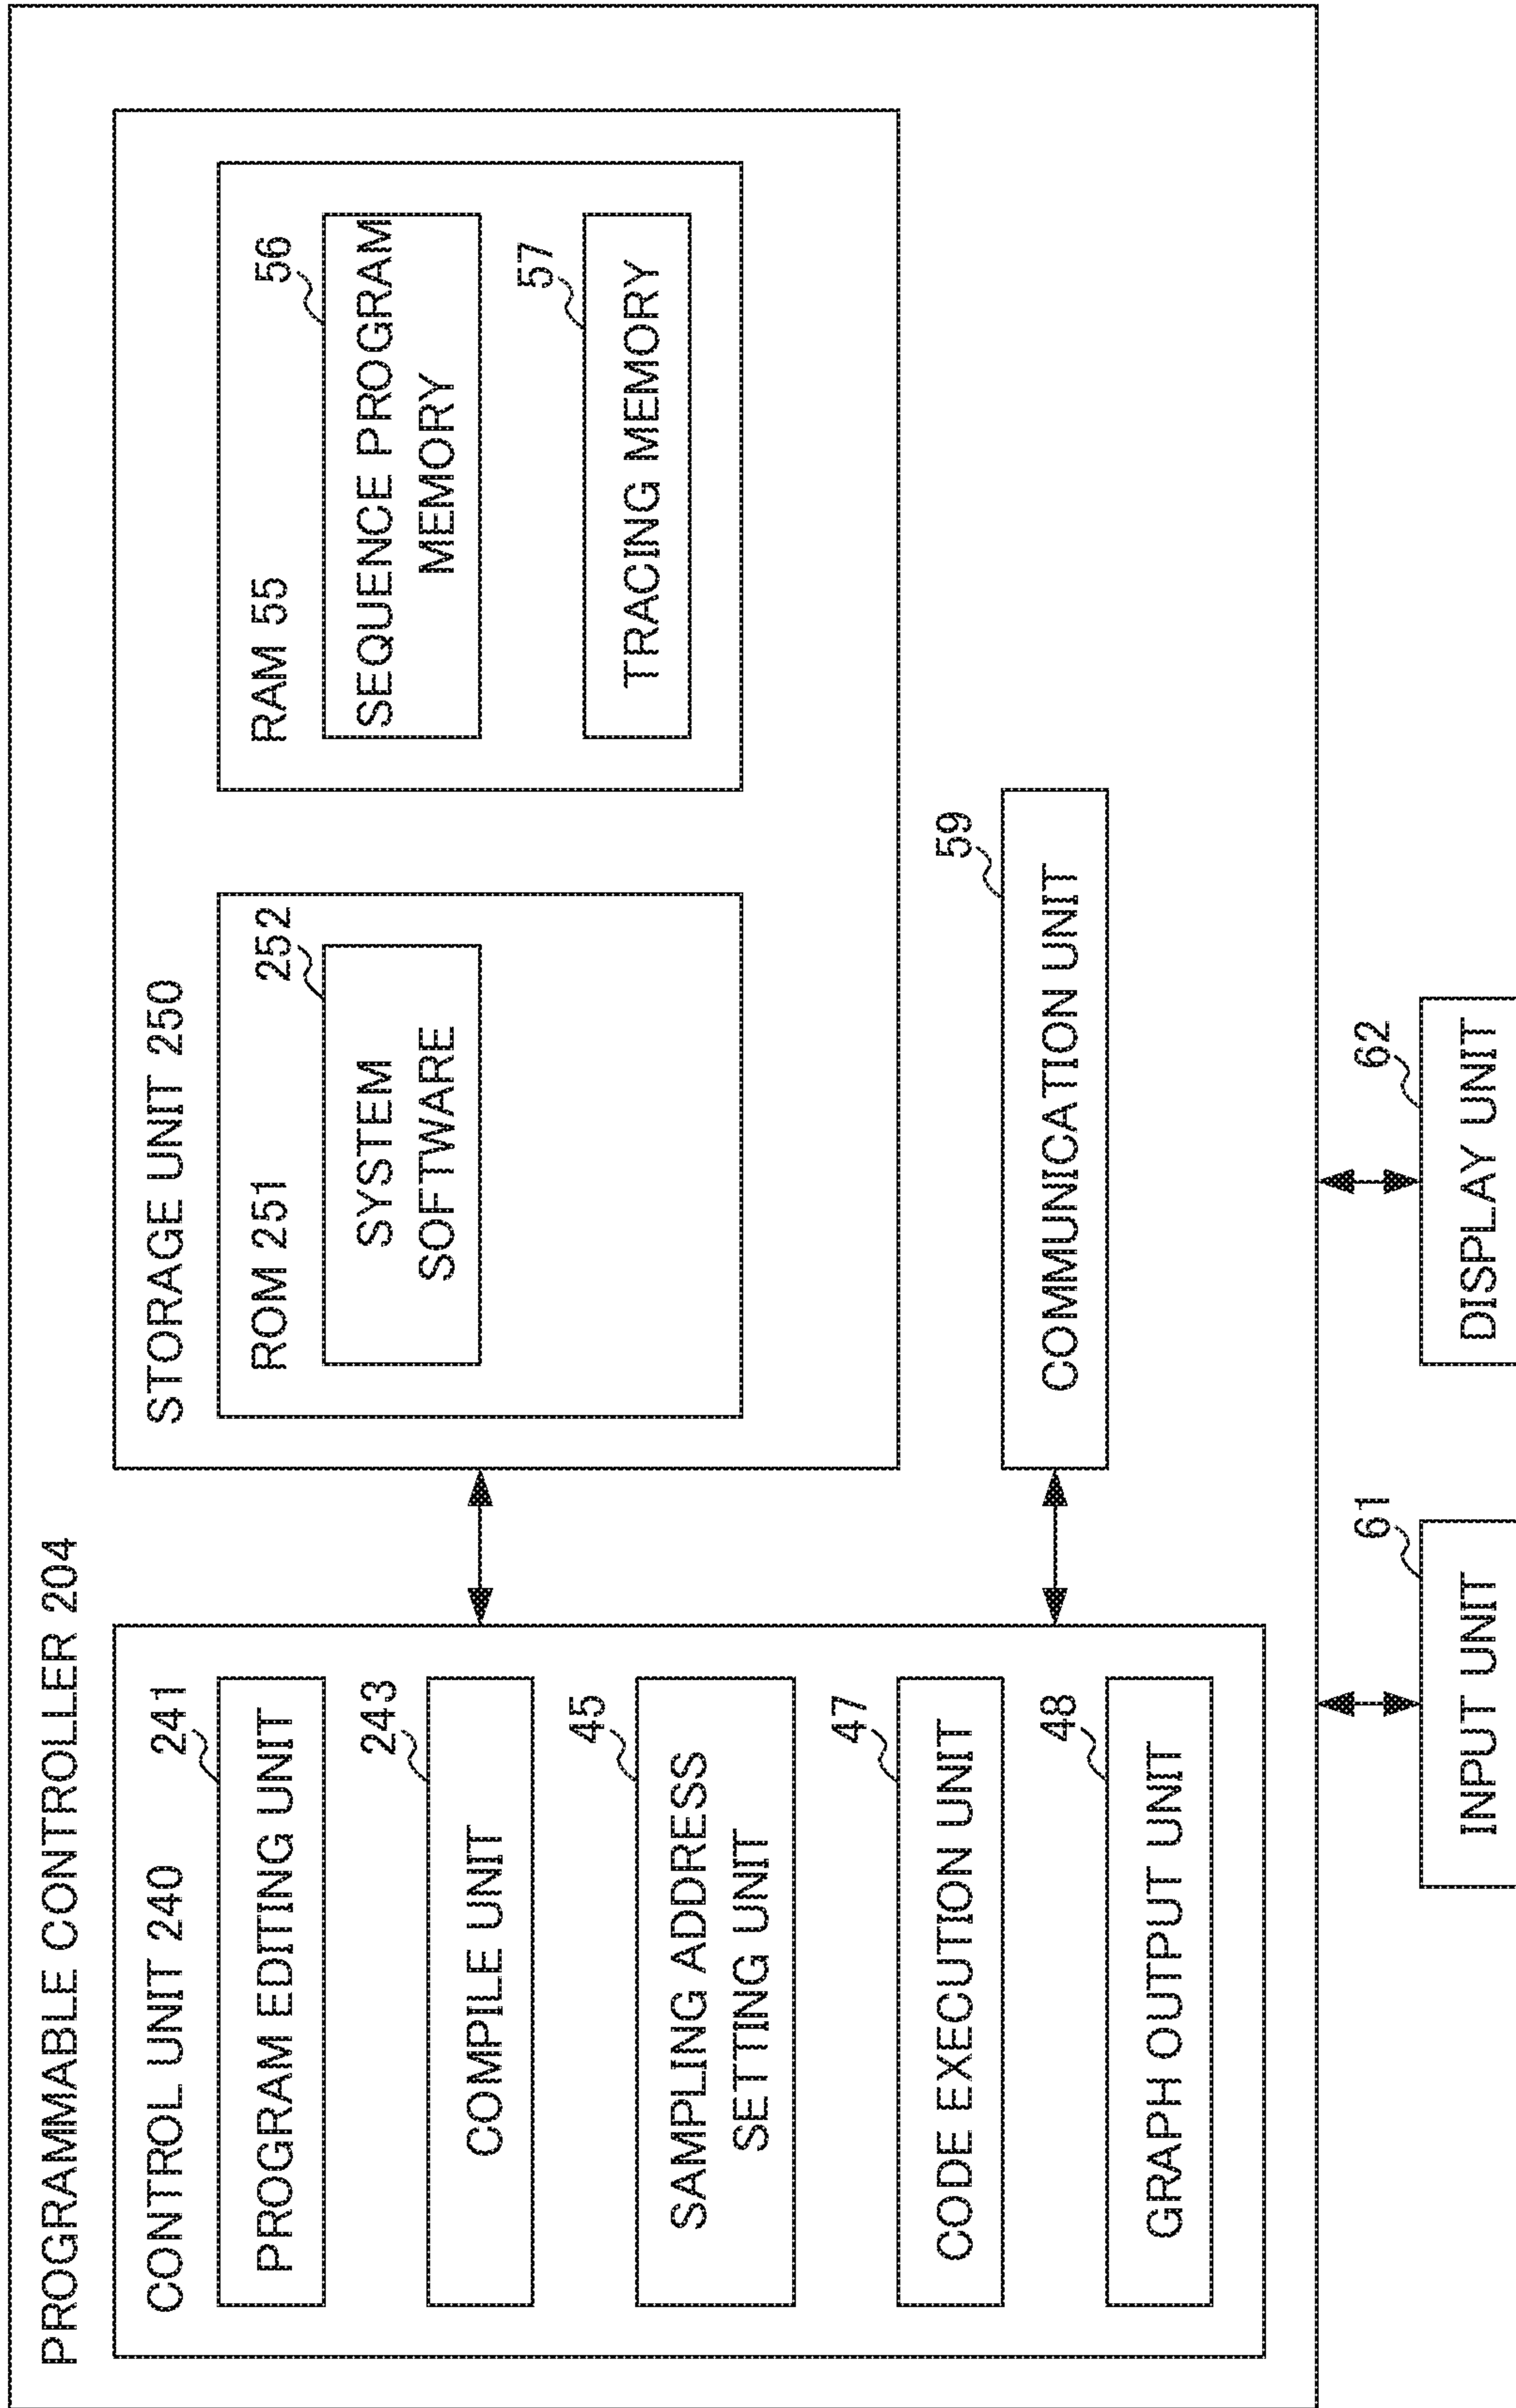 PROGRAMMABLE CONTROLLER 204
CONTROL UNIT 240
241
PROGRAM EDITING UNIT
243
COMPILE UNIT
45
SAMPLING ADDRESS
SETTING UNIT
47
CODE EXECUTION UNIT
48
GRAPH OUTPUT UNIT
STORAGE UNIT 250
ROM 251
252
SYSTEM
SOFTWARE
RAM 55
56
SEQUENCE PROGRAM
MEMORY
57
TRACING MEMORY
59
COMMUNICATION UNIT
61
INPUT UNIT
62
DISPLAY UNIT